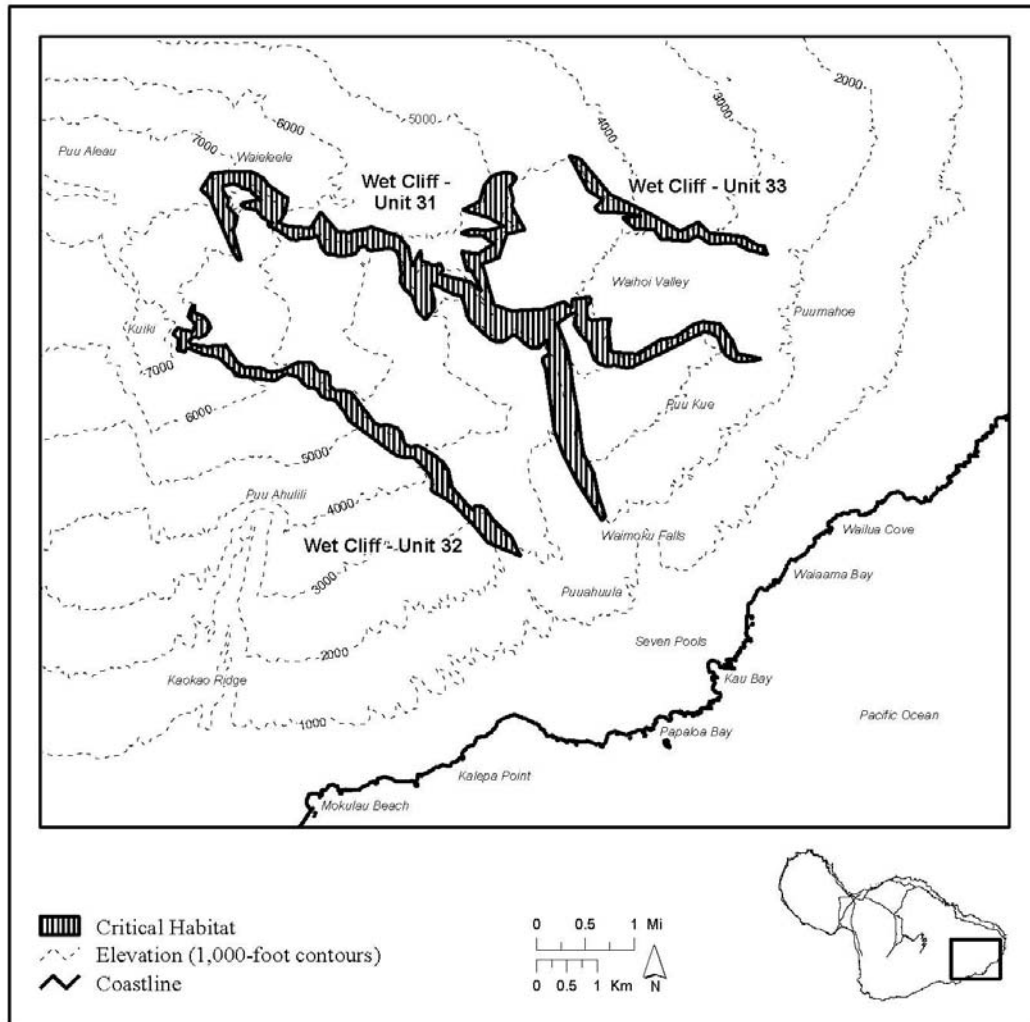 2000
3000
4000
5000
6000
7000
Puu Aleau
Waieleele
Wet Cliff -
Unit 31
Wet Cliff - Unit 33
Waihoi Valley
Puumahoe
Kuiki
7000
6000
Puu Kue
5000
Puu Ahulili
4000
Wailua Cove
Waimoku Falls
Wet Cliff - Unit 32
Waiaama Bay
3000
Puuahuula
Seven Pools
2000
Kaokao Ridge
Kau Bay
1000
Pacific Ocean
Papaloa Bay
Kalepa Point
Mokulau Beach
Critical Habitat
Elevation (1,000-foot contours)
Coastline
0 0.5 1 Mi
0 0.5 1 Km
N